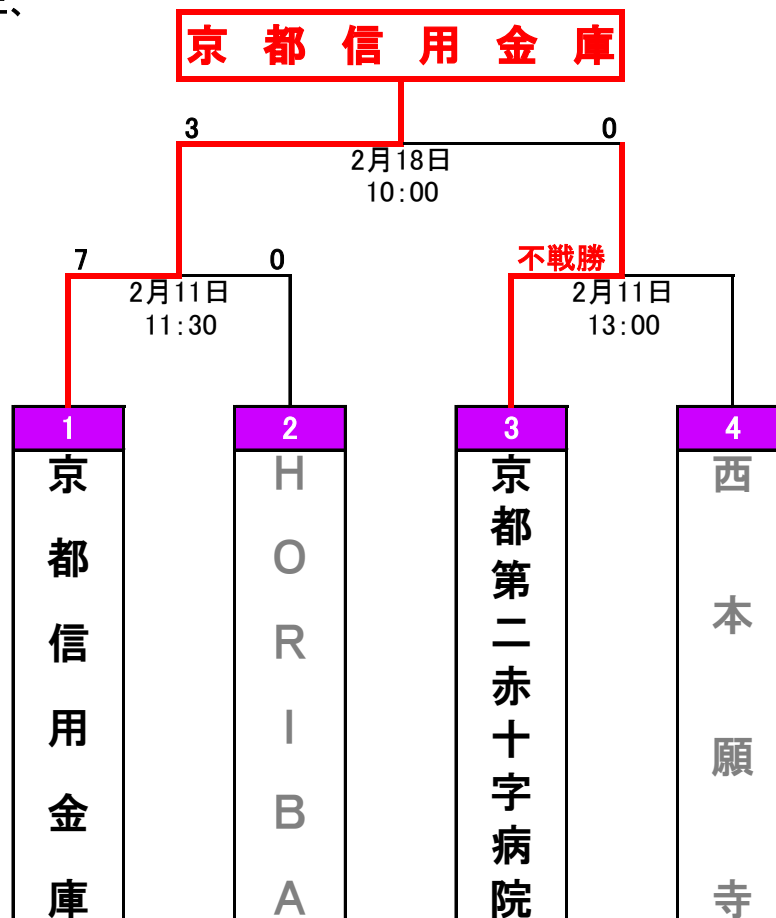 京都信用金庫
3 0
2月18日
10:00
7 0 不戦勝
2月11日 2月11日
11:30 13:00
1 2 3 4
京都信用金庫
HORIBA
京都第二赤十字病院
西本願寺